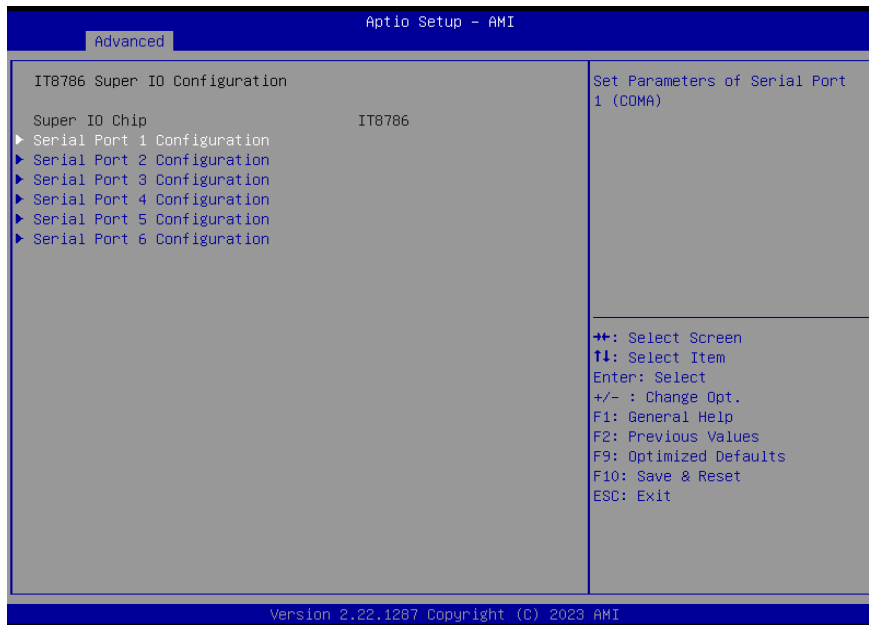 Aptio Setup – AMI
Advanced
IT8786 Super IO Configuration
Super IO Chip IT8786
Serial Port 1 Configuration
Serial Port 2 Configuration
Serial Port 3 Configuration
Serial Port 4 Configuration
Serial Port 5 Configuration
Serial Port 6 Configuration
Set Parameters of Serial Port
1 (COMA)
→←: Select Screen
↑↓: Select Item
Enter: Select
+/- : Change Opt.
F1: General Help
F2: Previous Values
F9: Optimized Defaults
F10: Save & Reset
ESC: Exit
Version 2.22.1287 Copyright (C) 2023 AMI